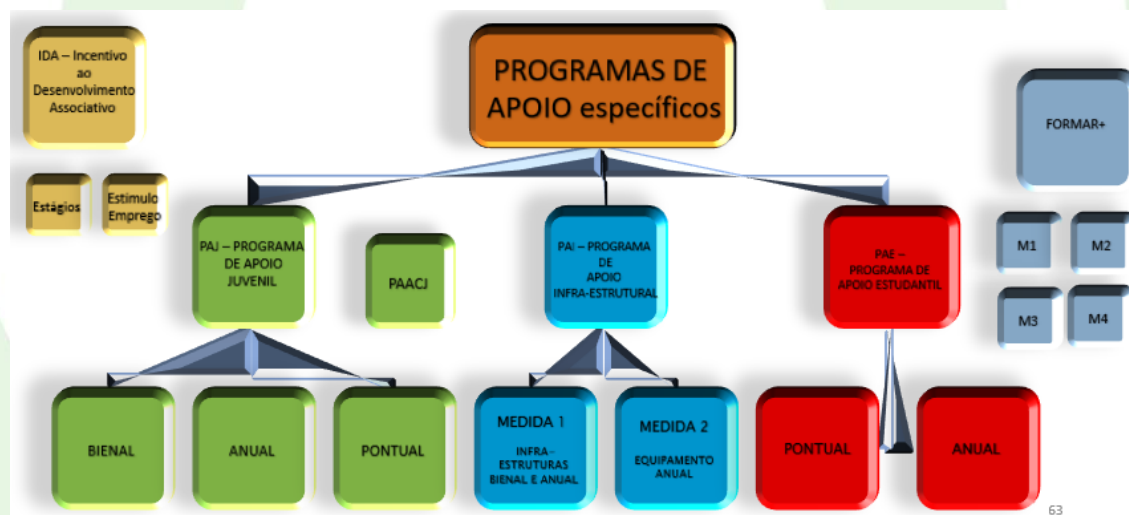 IDA – Incentivo
ao
Desenvolvimento
Associativo
Estágios
Estimulo
Emprego
PROGRAMAS DE
APOIO específicos
FORMAR+
M1
M2
M3
M4
PAJ – PROGRAMA
DE APOIO
JUVENIL
PAACJ
PAI – PROGRAMA
DE
APOIO
INFRA-ESTRUTURAL
PAE –
PROGRAMA DE
APOIO ESTUDANTIL
BIENAL
ANUAL
PONTUAL
MEDIDA 1
INFRA-
ESTRUTURAS
BIENAL E ANUAL
MEDIDA 2
EQUIPAMENTO
ANUAL
PONTUAL
ANUAL
63